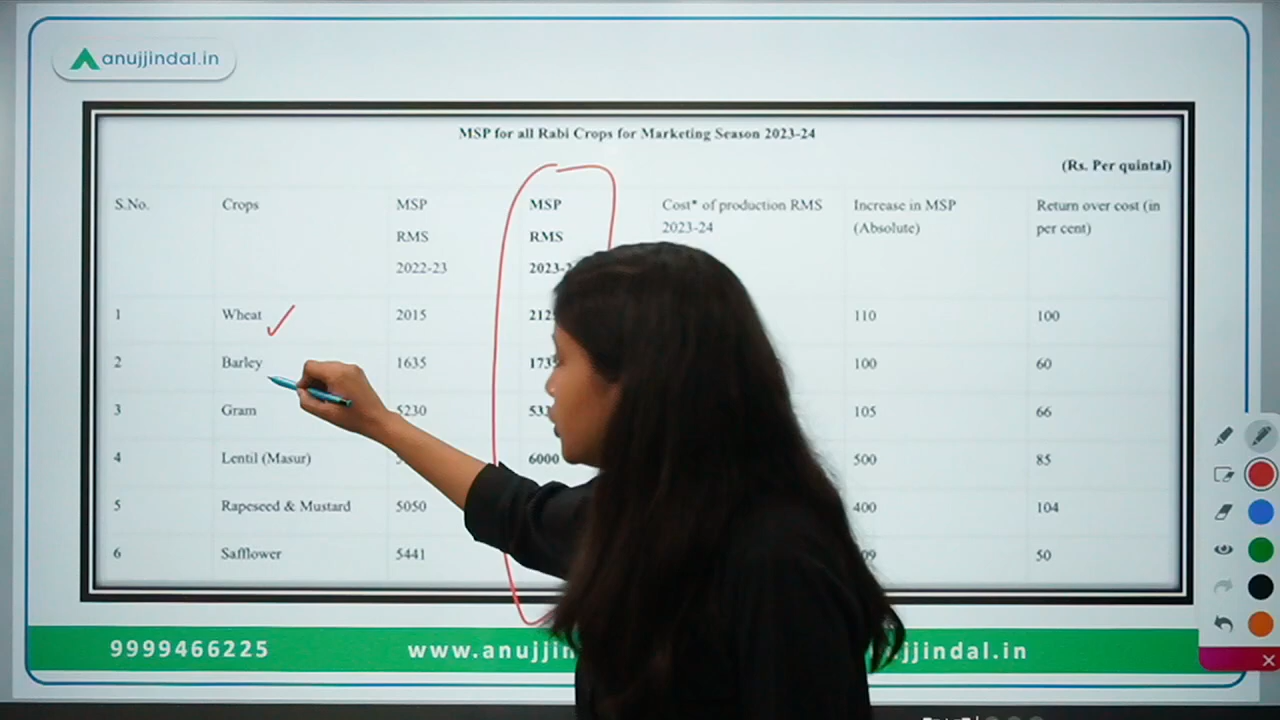 anujjindal.in
MSP for all Rabi Crops for Marketing Season 2023-24
(Rs. Per quintal)
S.No. Crops MSP RMS 2022-23 MSP RMS Cost* of production RMS 2023-24 Increase in MSP (Absolute) Return over cost (in per cent)
1 Wheat 2015 110 100
2 Barley 1635 100 60
3 Gram 5230 105 66
4 Lentil (Masur) 6000 500 85
5 Rapeseed & Mustard 5050 400 104
6 Safflower 5441 50
9999466225